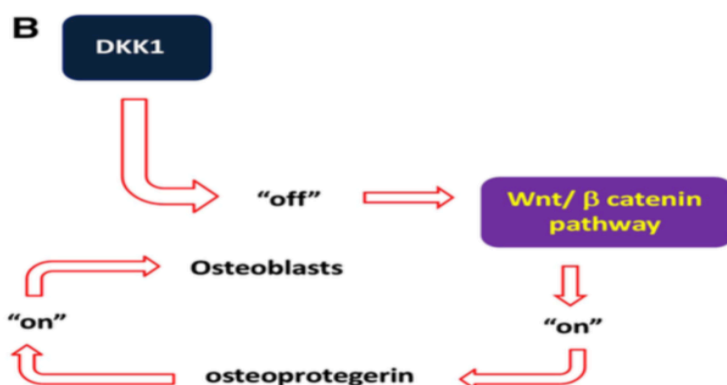 B
DKK1
“off”
Wnt/ β catenin
pathway
Osteoblasts
“on”
“on”
osteoprotegerin